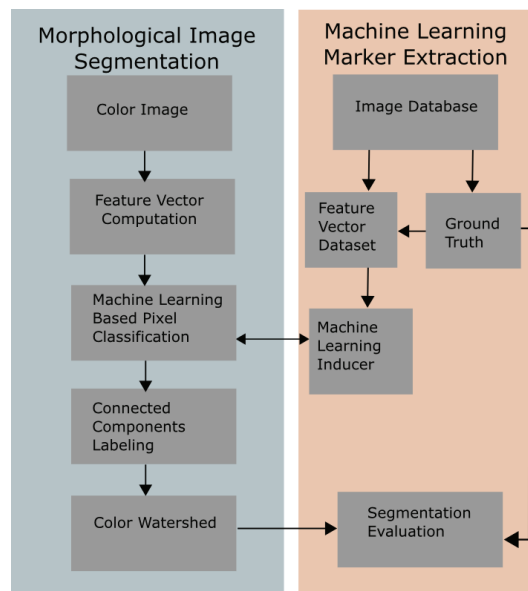 Morphological Image
Segmentation
Color Image
Feature Vector
Computation
Machine Learning
Based Pixel
Classification
Connected
Components
Labeling
Color Watershed
Machine Learning
Marker Extraction
Image Database
Feature
Vector
Dataset
Ground
Truth
Machine
Learning
Inducer
Segmentation
Evaluation